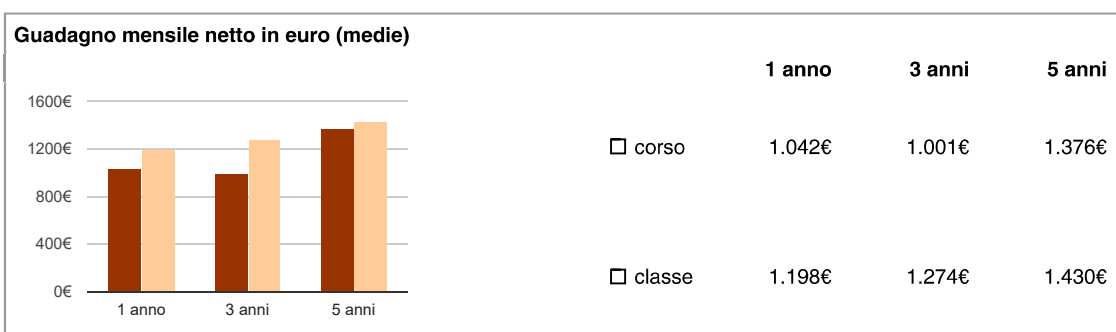 Guadagno mensile netto in euro (medie)
1 anno 3 anni 5 anni
1600€
1200€
800€
400€
0€
1 anno 3 anni 5 anni
corso 1.042€ 1.001€ 1.376€
classe 1.198€ 1.274€ 1.430€